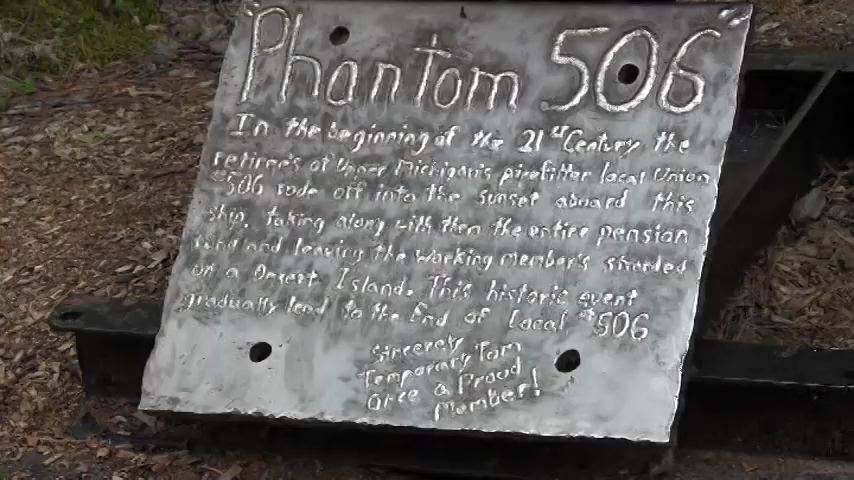 "Phantom 506"
In the beginning of the 21st Century the
retiree's of Upper Michigan's pipefitter local Union
#506 rode off into the sunset aboard this
ship, taking along with them the entire pension
fund and leaving the working member's stranded
on a Desert Island. This historic event
gradually lead to the End of Local #506
Sincerely
Temporary Tom
Once a Proud
Member!